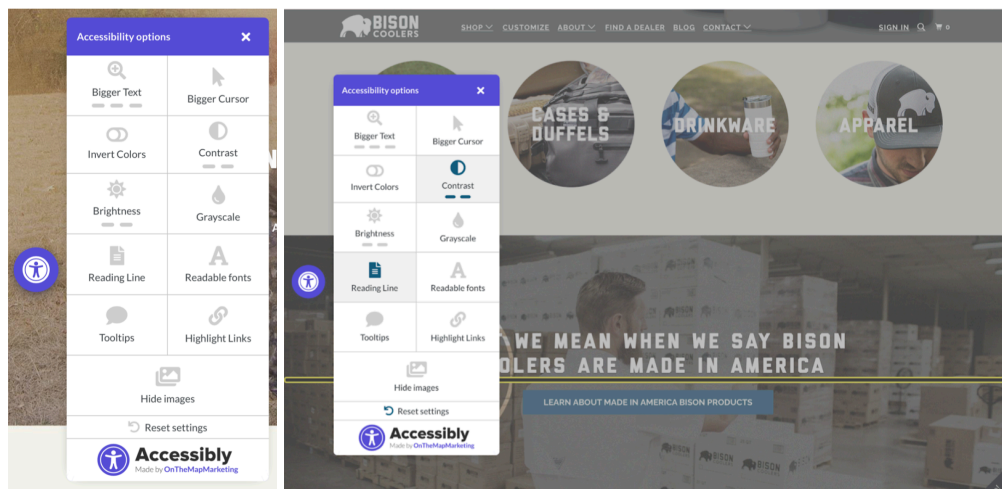 Accessibility options
Bigger Text
Bigger Cursor
Invert Colors
Contrast
Brightness
Grayscale
Reading Line
Readable fonts
Tooltips
Highlight Links
Hide images
Reset settings
Accessibly
Made by OnTheMapMarketing
BISON
COOLERS
SHOP
CUSTOMIZE
ABOUT
FIND A DEALER
BLOG
CONTACT
SIGN IN
0
Accessibility options
Bigger Text
Bigger Cursor
Invert Colors
Contrast
Brightness
Grayscale
Reading Line
Readable fonts
Tooltips
Highlight Links
Hide images
Reset settings
Accessibly
Made by OnTheMapMarketing
CASES &
DUFFELS
DRINKWARE
APPAREL
WE MEAN WHEN WE SAY BISON
OLERS ARE MADE IN AMERICA
LEARN ABOUT MADE IN AMERICA BISON PRODUCTS
BISON
BISON
BISON